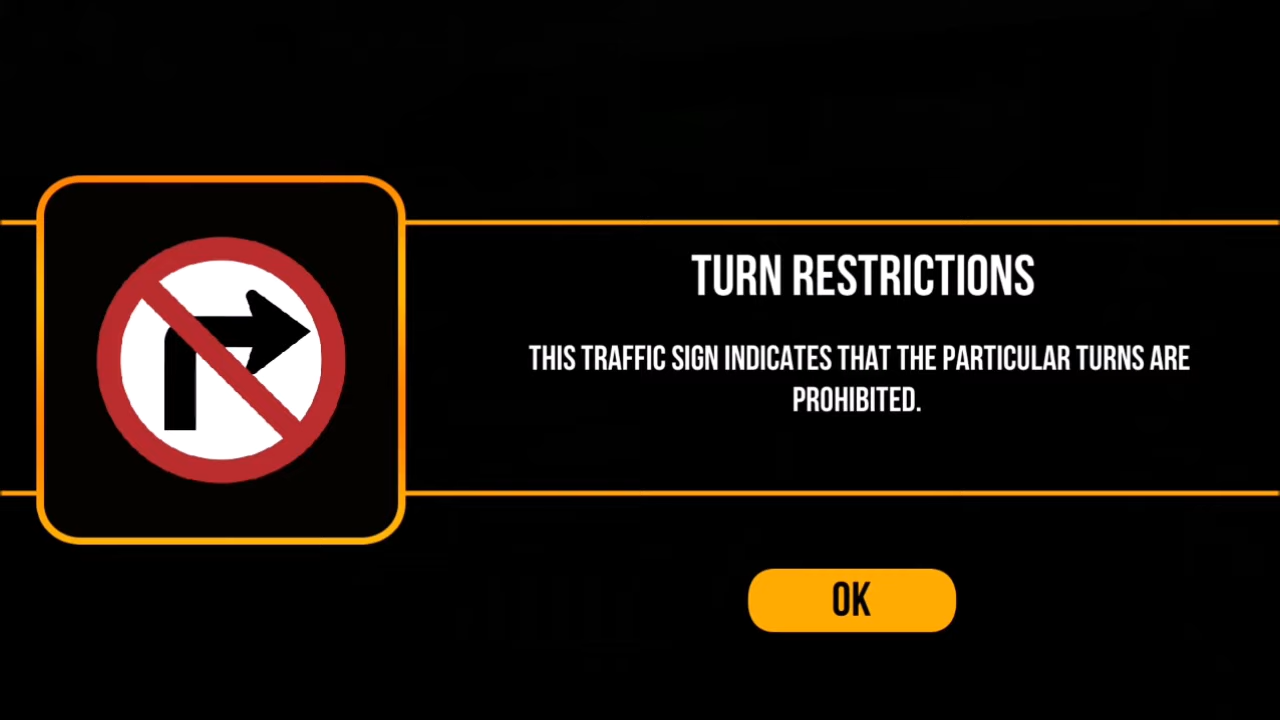 TURN RESTRICTIONS
THIS TRAFFIC SIGN INDICATES THAT THE PARTICULAR TURNS ARE
PROHIBITED.
OK